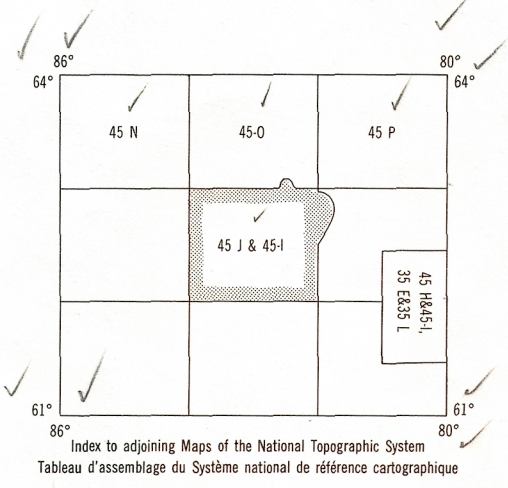 86° 80°
64° 64°
45 N 45-O 45 P
45 J & 45-I
45 H&45-I,
35 E&35 L
61° 61°
86° 80°
Index to adjoining Maps of the National Topographic System
Tableau d'assemblage du Système national de référence cartographique